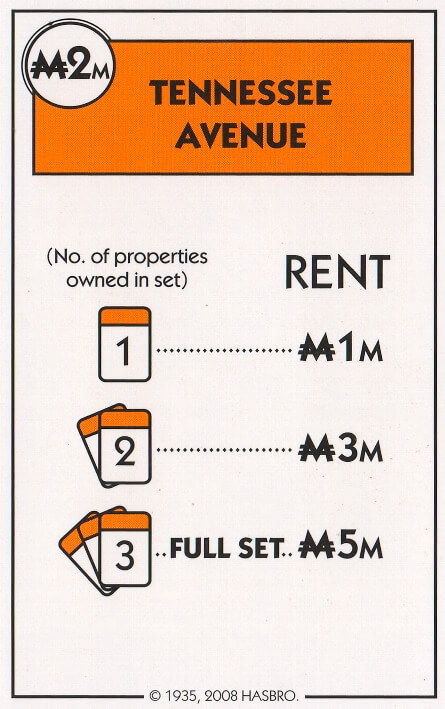 ₩2M
TENNESSEE
AVENUE
(No. of properties
owned in set)
RENT
1 .................... ₩1M
2 .................... ₩3M
3 ..FULL SET.. ₩5M
© 1935, 2008 HASBRO.